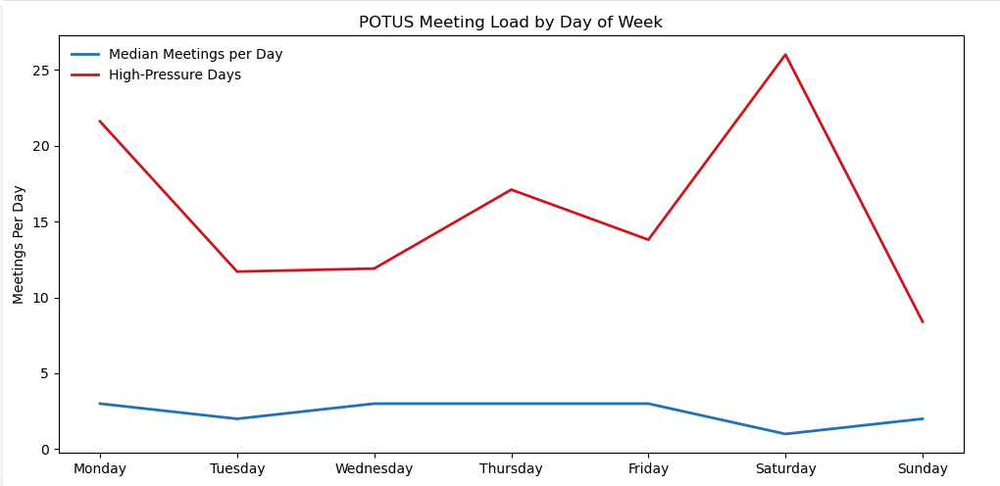 POTUS Meeting Load by Day of Week
Median Meetings per Day
High-Pressure Days
Meetings Per Day
25
20
15
10
5
0
Monday Tuesday Wednesday Thursday Friday Saturday Sunday